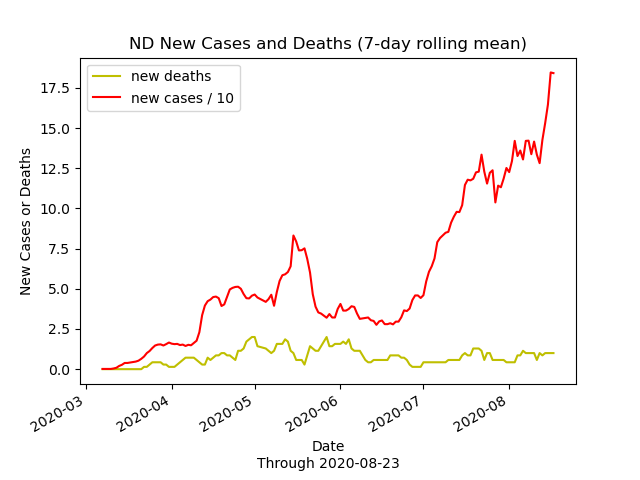 ND New Cases and Deaths (7-day rolling mean)
new deaths
new cases / 10
New Cases or Deaths
17.5
15.0
12.5
10.0
7.5
5.0
2.5
0.0
2020-03
2020-04
2020-05
2020-06
2020-07
2020-08
Date
Through 2020-08-23